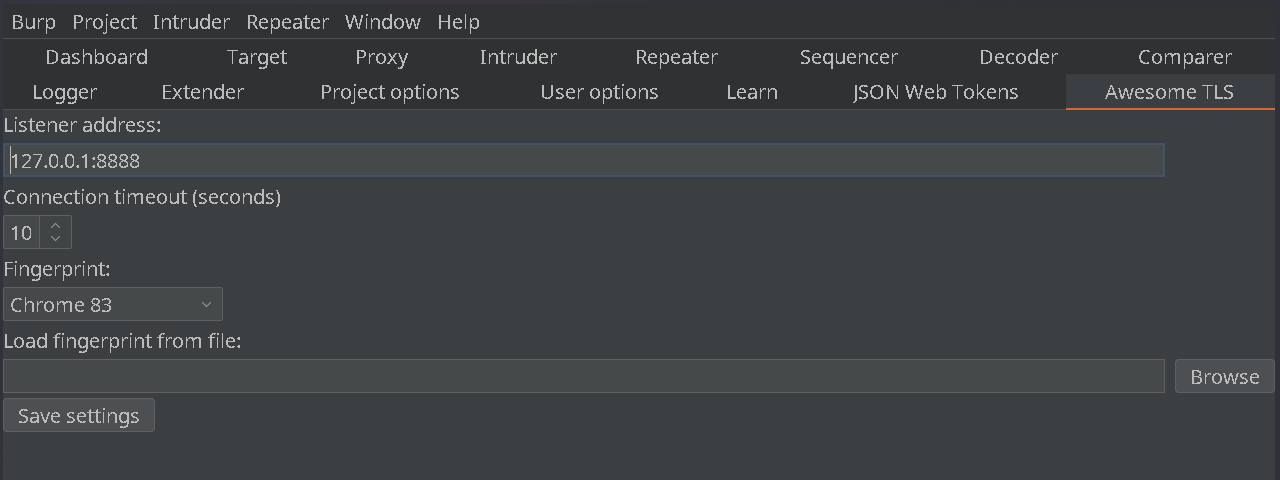 Burp Project Intruder Repeater Window Help
Dashboard Target Proxy Intruder Repeater Sequencer Decoder Comparer
Logger Extender Project options User options Learn JSON Web Tokens Awesome TLS
Listener address:
127.0.0.1:8888
Connection timeout (seconds)
10
Fingerprint:
Chrome 83
Load fingerprint from file:
Browse
Save settings